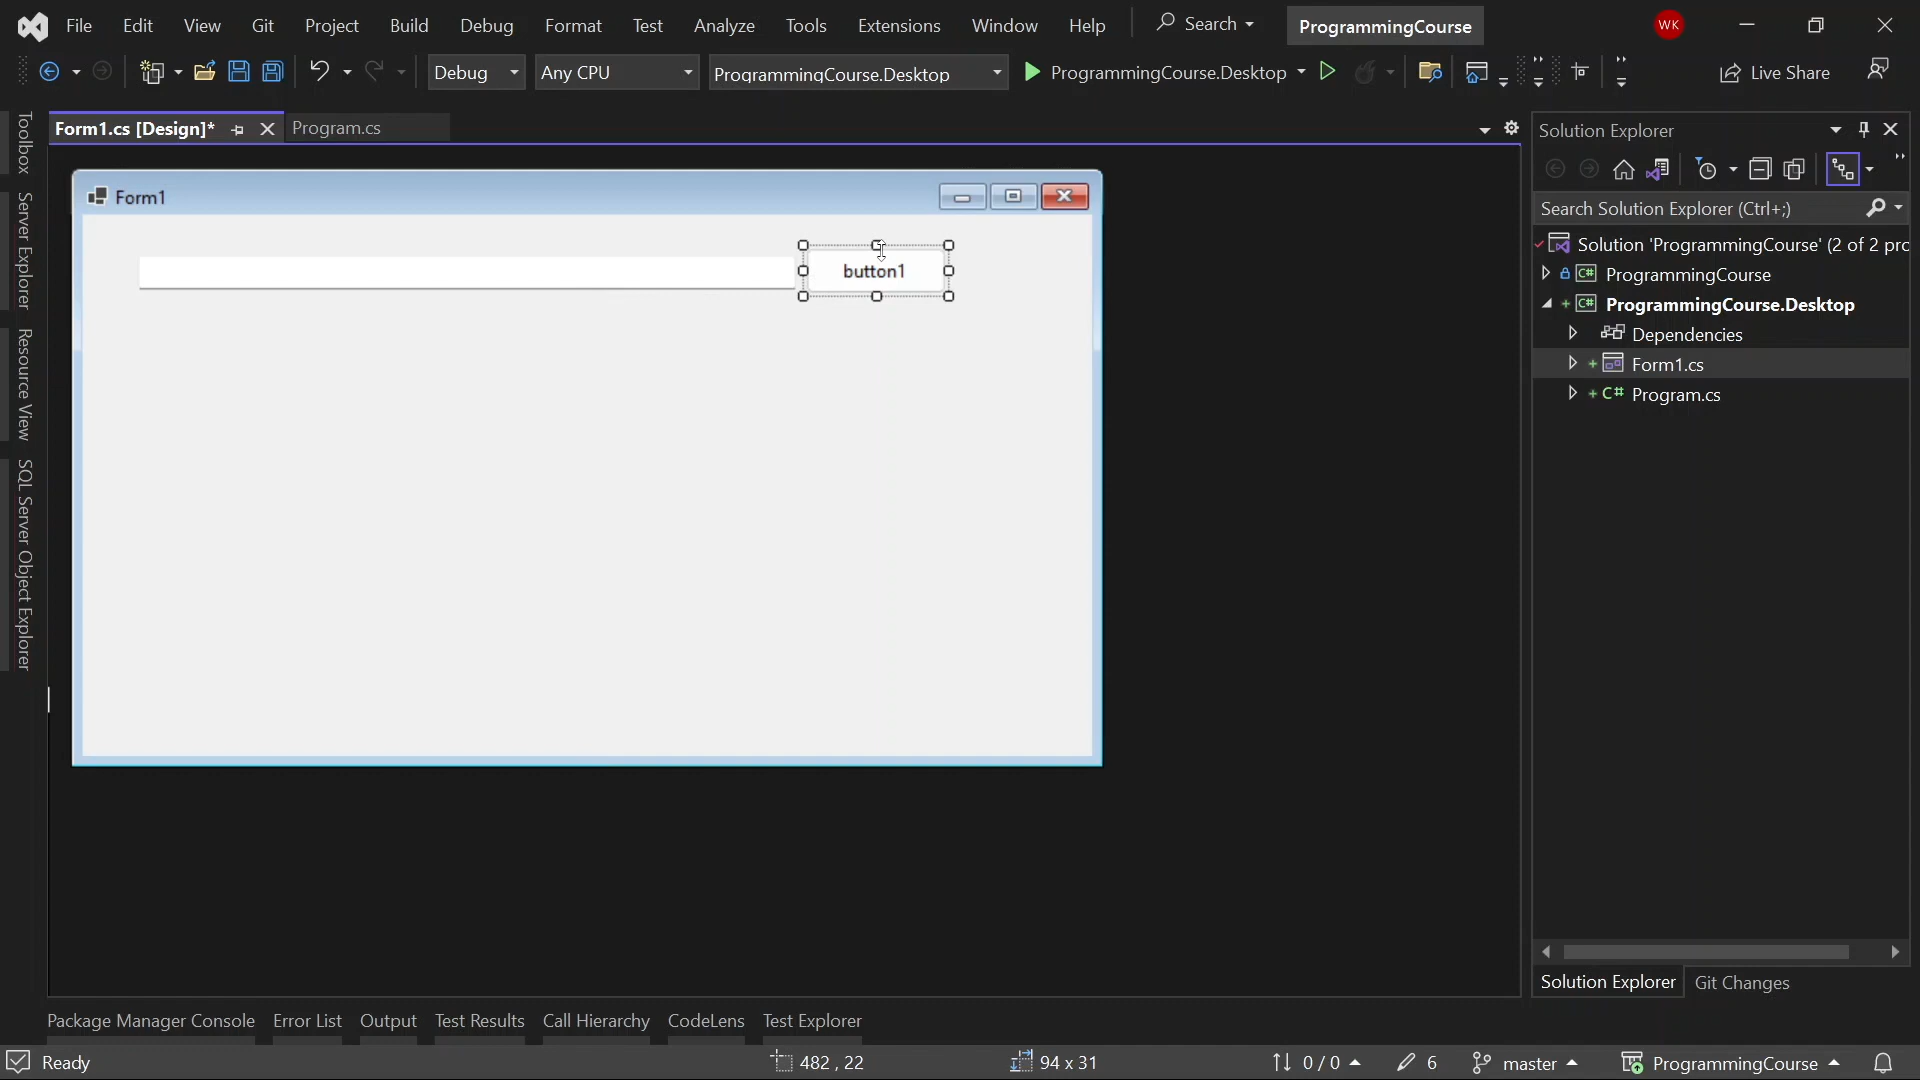 File Edit View Git Project Build Debug Format Test Analyze Tools Extensions Window Help Search ProgrammingCourse WK
Debug Any CPU ProgrammingCourse.Desktop ProgrammingCourse.Desktop Live Share
Form1.cs [Design]* Program.cs
Toolbox
Server Explorer
Resource View
SQL Server Object Explorer
Form1
button1
Solution Explorer
Search Solution Explorer (Ctrl+;)
Solution 'ProgrammingCourse' (2 of 2 pro
ProgrammingCourse
ProgrammingCourse.Desktop
Dependencies
Form1.cs
C# Program.cs
Solution Explorer Git Changes
Package Manager Console Error List Output Test Results Call Hierarchy CodeLens Test Explorer
Ready 482 , 22 94 x 31 0 / 0 6 master ProgrammingCourse